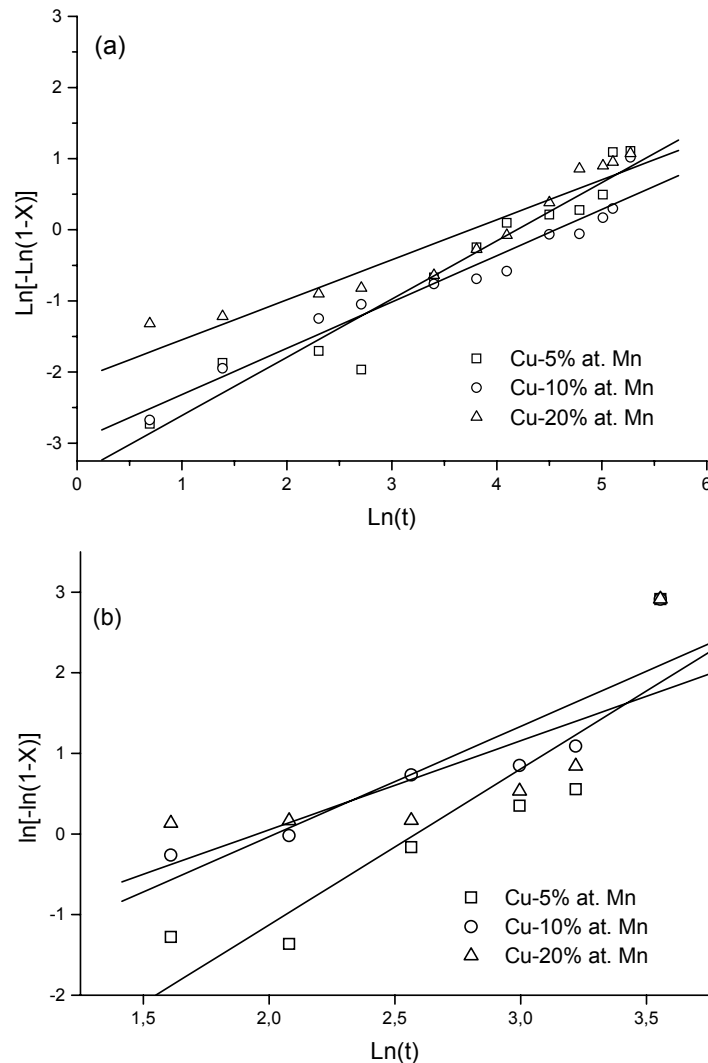 (a)
3
2
1
0
-1
-2
-3
Ln[-Ln(1-X)]
Cu-5% at. Mn
Cu-10% at. Mn
Cu-20% at. Mn
0 1 2 3 4 5 6
Ln(t)
(b)
3
2
1
0
-1
-2
ln[-ln(1-X)]
Cu-5% at. Mn
Cu-10% at. Mn
Cu-20% at. Mn
1,5 2,0 2,5 3,0 3,5
Ln(t)